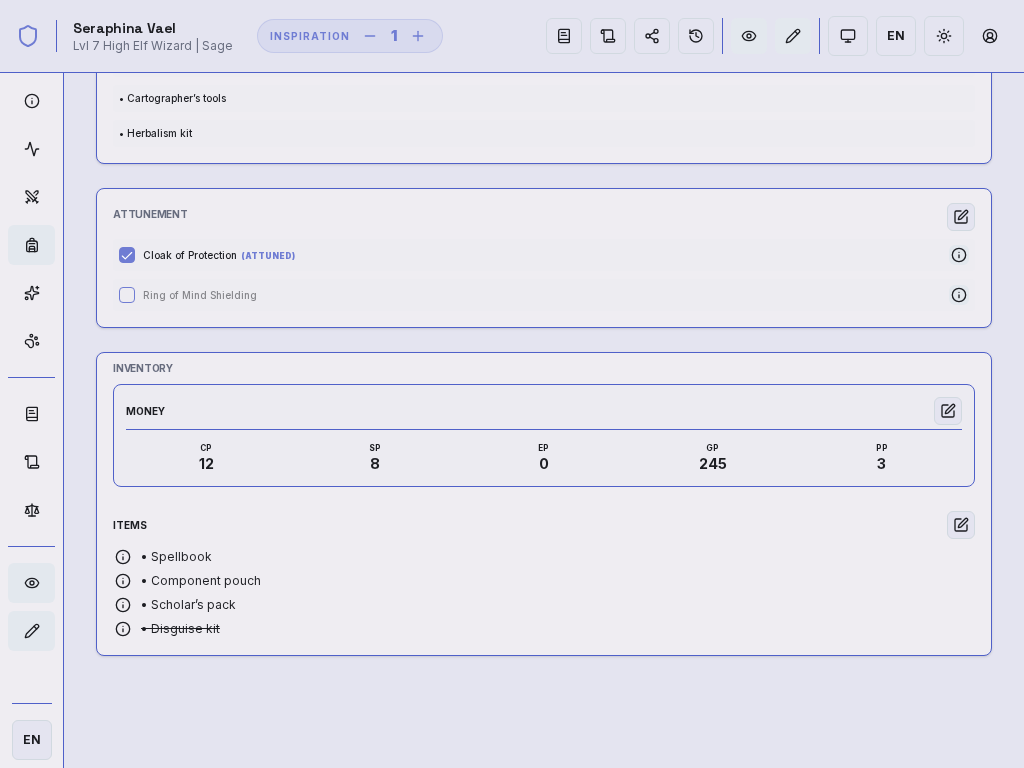 Seraphina Vael
Lvl 7 High Elf Wizard | Sage
INSPIRATION
1
EN
• Cartographer's tools
• Herbalism kit
ATTUNEMENT
Cloak of Protection (ATTUNED)
Ring of Mind Shielding
INVENTORY
MONEY
CP SP EP GP PP
12 8 0 245 3
ITEMS
• Spellbook
• Component pouch
• Scholar's pack
• Disguise kit
EN